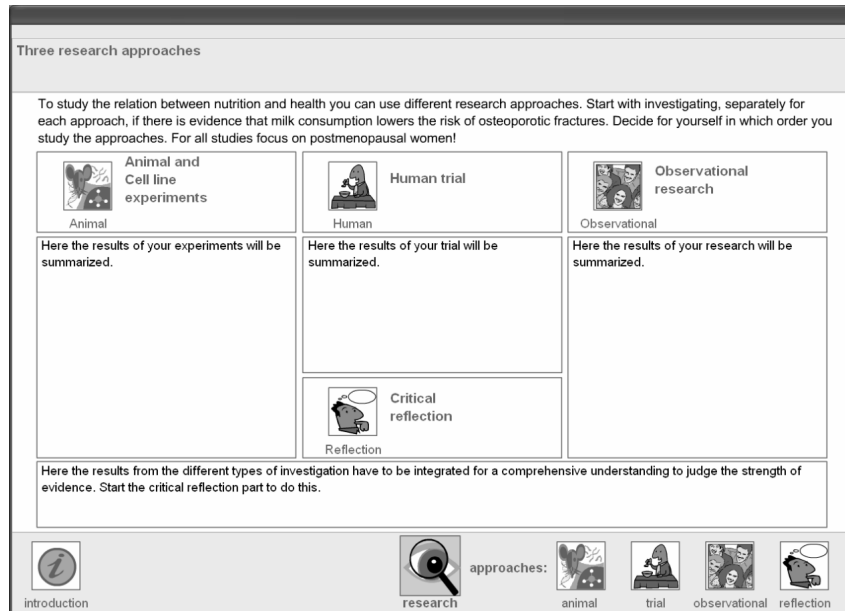 Three research approaches
To study the relation between nutrition and health you can use different research approaches. Start with investigating, separately for
each approach, if there is evidence that milk consumption lowers the risk of osteoporotic fractures. Decide for yourself in which order you
study the approaches. For all studies focus on postmenopausal women!
Animal and
Cell line
experiments
Animal
Human trial
Human
Observational
research
Observational
Here the results of your experiments will be
summarized.
Here the results of your trial will be
summarized.
Here the results of your research will be
summarized.
Critical
reflection
Reflection
Here the results from the different types of investigation have to be integrated for a comprehensive understanding to judge the strength of
evidence. Start the critical reflection part to do this.
introduction
research
approaches:
animal
trial
observational
reflection